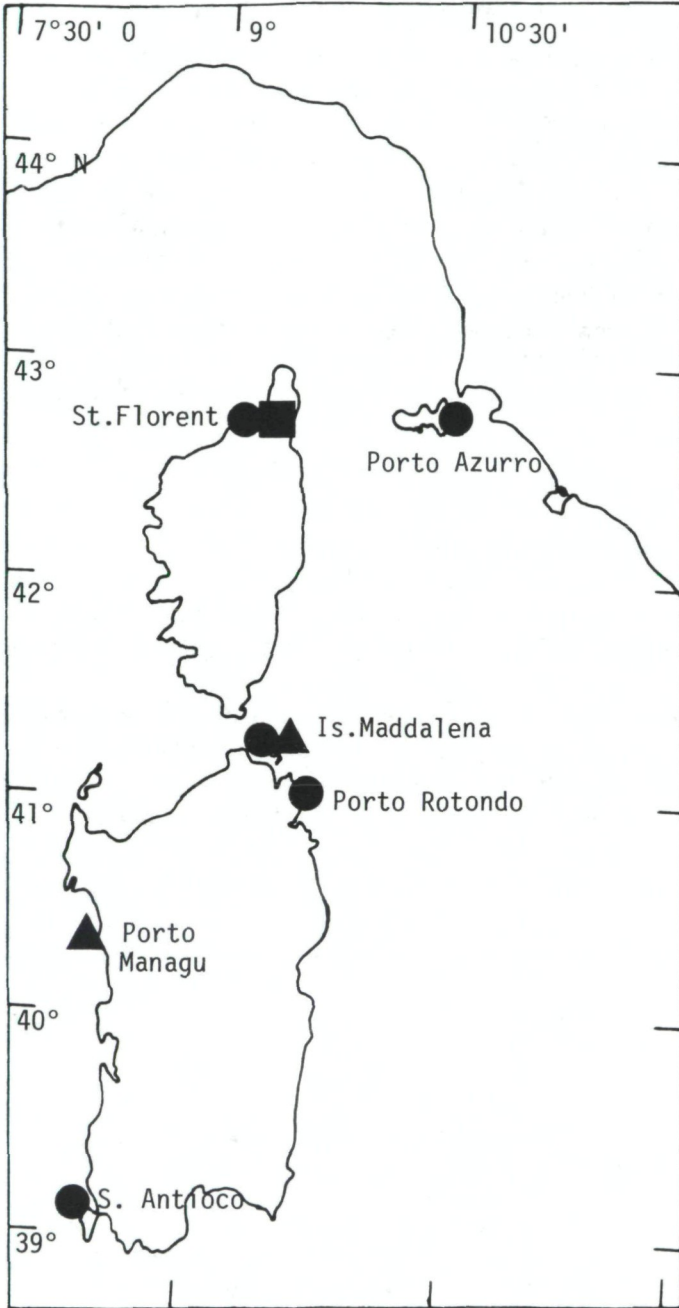 7°30' O
9°
10°30'
44° N
43°
St.Florent
Porto Azurro
42°
Is.Maddalena
41°
Porto Rotondo
Porto
Managu
40°
S. Antioco
39°